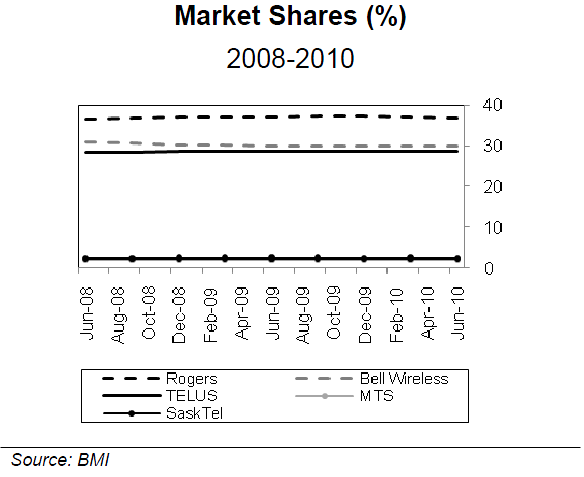 Market Shares (%)
2008-2010
40
30
20
10
0
Jun-08
Aug-08
Oct-08
Dec-08
Feb-09
Apr-09
Jun-09
Aug-09
Oct-09
Dec-09
Feb-10
Apr-10
Jun-10
Rogers
Bell Wireless
TELUS
MTS
SaskTel
Source: BMI